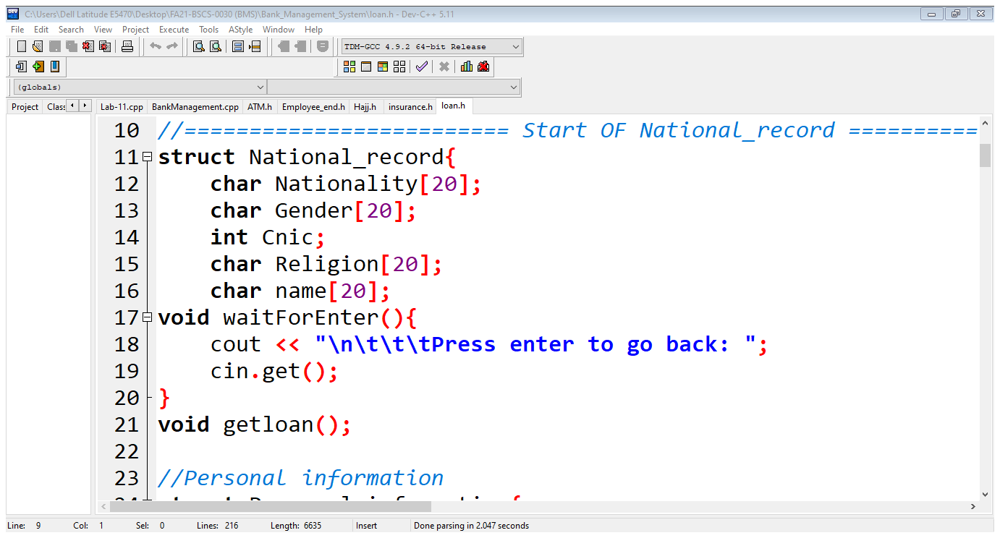 C:\Users\Dell Latitude E5470\Desktop\FA21-BSCS-0030 (BMS)\Bank_Management_System\loan.h - Dev-C++ 5.11
File Edit Search View Project Execute Tools AStyle Window Help
TDM-GCC 4.9.2 64-bit Release
(globals)
Project Clas Lab-11.cpp BankManagement.cpp ATM.h Employee_end.h Hajj.h insurance.h loan.h
10 //========================= Start OF National_record ==========
11 struct National_record{
12 char Nationality[20];
13 char Gender[20];
14 int Cnic;
15 char Religion[20];
16 char name[20];
17 void waitForEnter(){
18 cout << "\n\t\t\tPress enter to go back: ";
19 cin.get();
20 }
21 void getloan();
22
23 //Personal information
Line: 9 Col: 1 Sel: 0 Lines: 216 Length: 6635 Insert Done parsing in 2.047 seconds